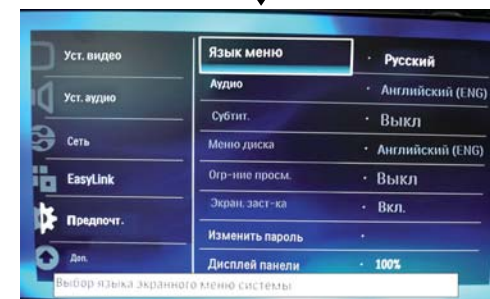 Уст. видео
Уст. аудио
Сеть
EasyLink
Предпочт.
Доп.
Язык меню · Русский
Аудио · Английский (ENG)
Субтит. · Выкл
Меню диска · Английский (ENG)
Огр-ние просм. · Выкл
Экран. заст-ка · Вкл.
Изменить пароль ·
Дисплей панели · 100%
Выбор языка экранного меню системы